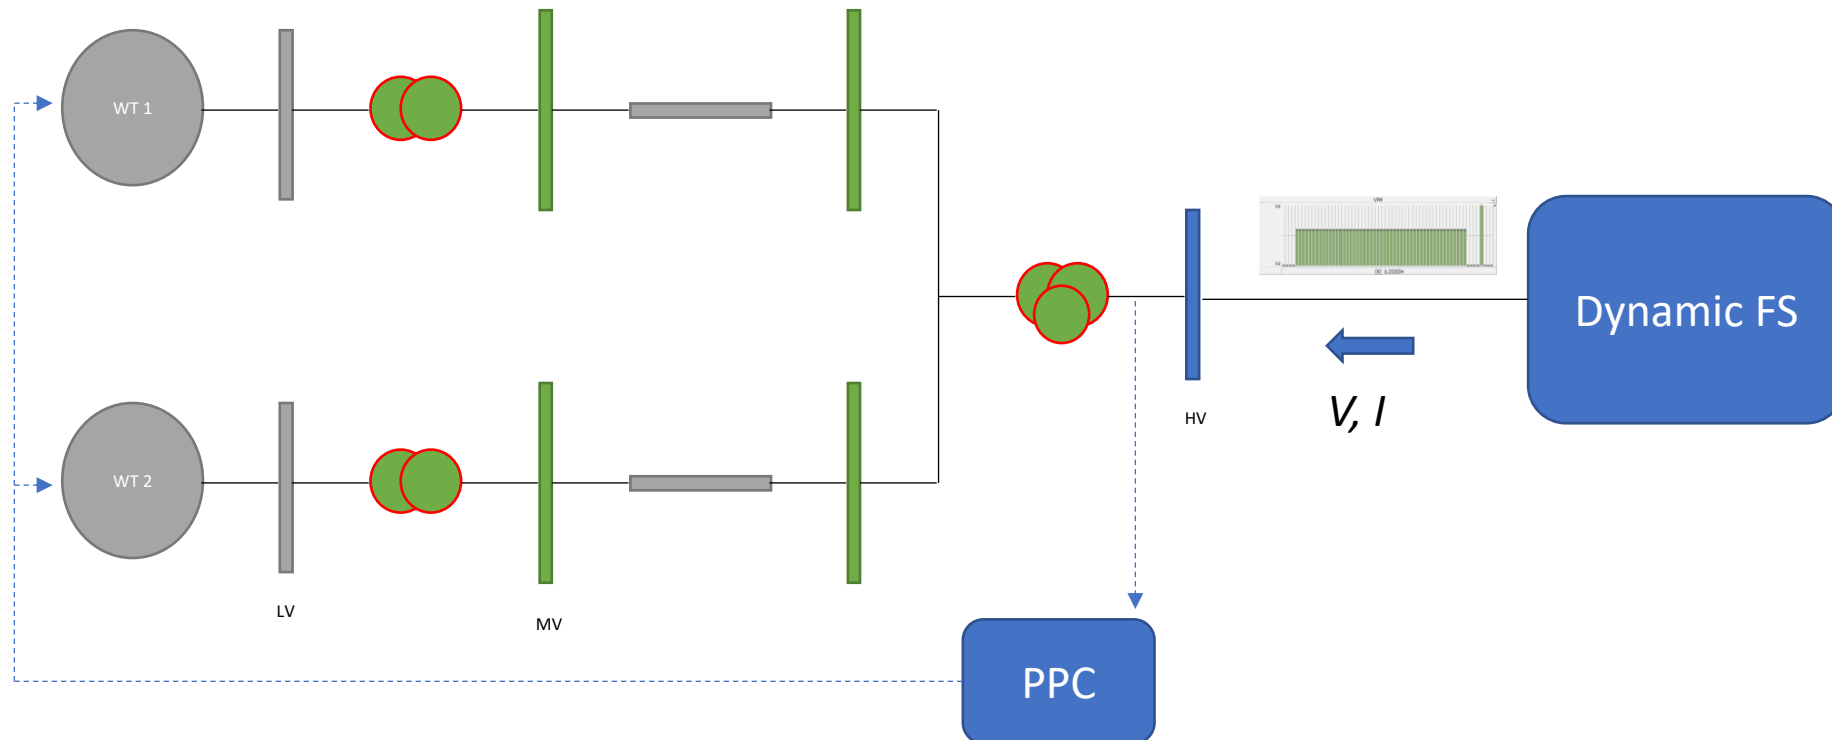 WT 1
WT 2
LV
MV
HV
V, I
Dynamic FS
PPC